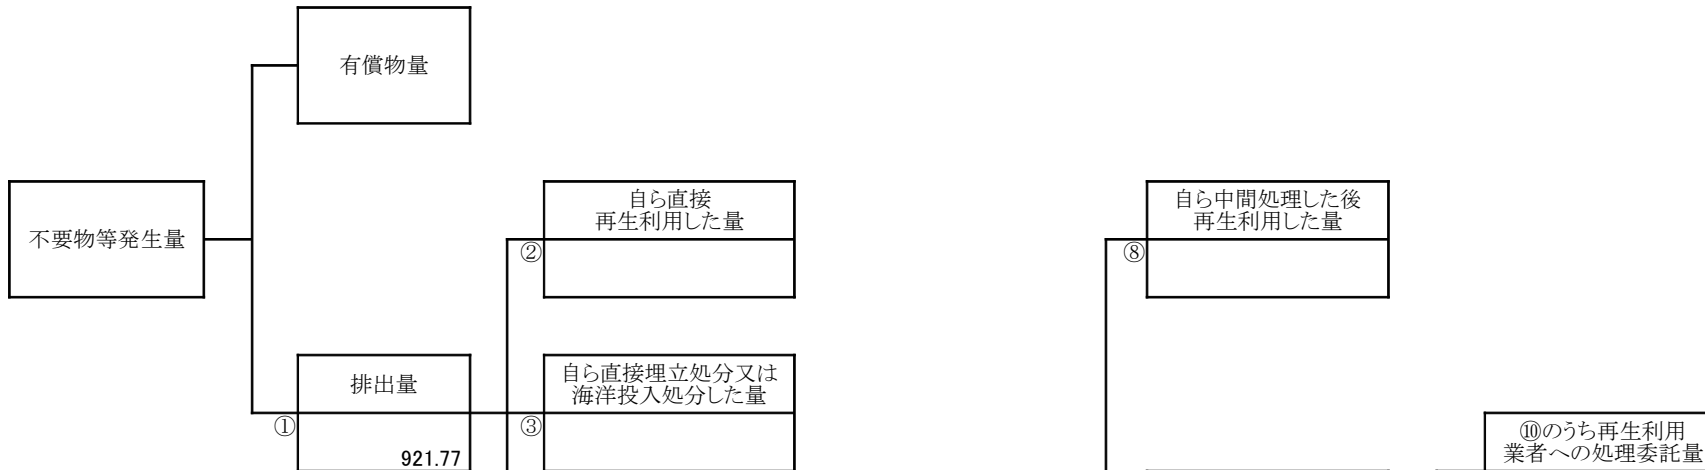 有償物量
不要物等発生量
自ら直接
再生利用した量
②
自ら中間処理した後
再生利用した量
⑧
排出量
①
921.77
自ら直接埋立処分又は
海洋投入処分した量
③
⑩のうち再生利用
業者への処理委託量